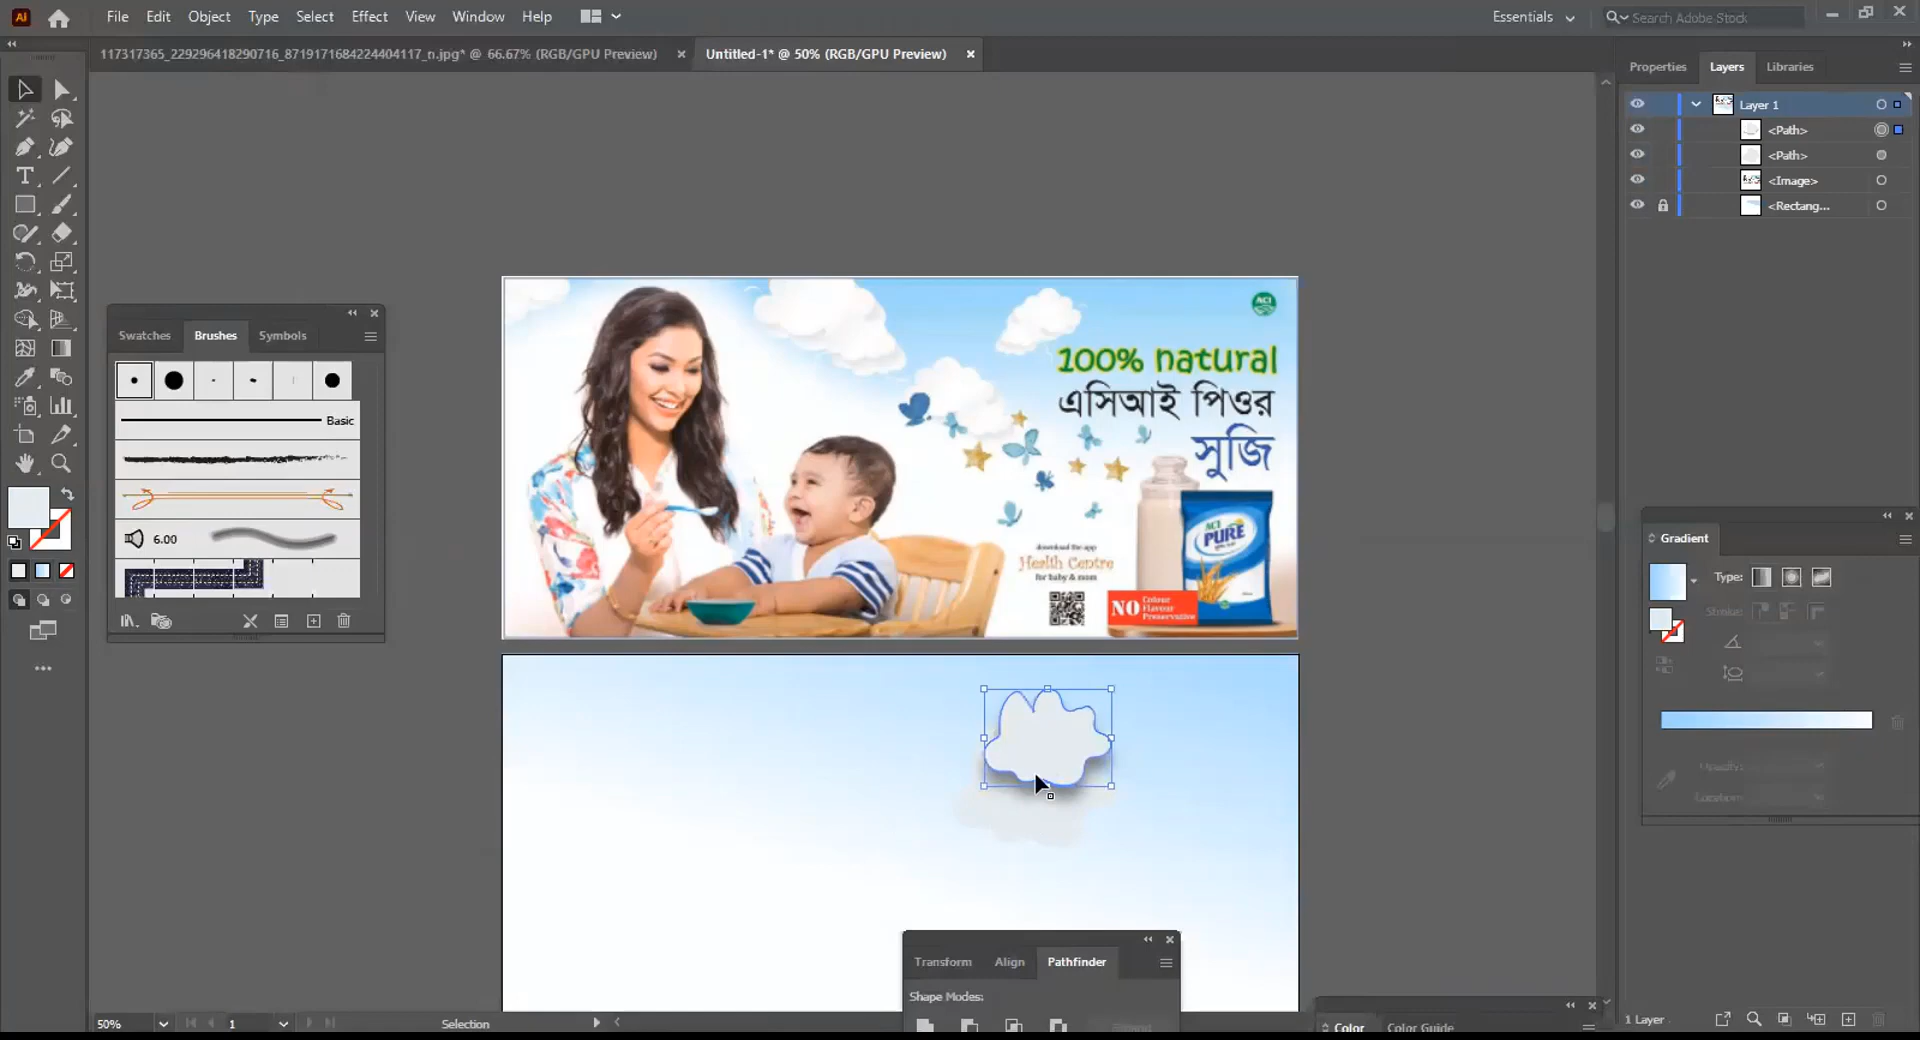 Ai File Edit Object Type Select Effect View Window Help Essentials Search Adobe Stock
117317365_229296418290716_8719171684224404117_n.jpg* @ 66.67% (RGB/GPU Preview) Untitled-1* @ 50% (RGB/GPU Preview)
Properties Layers Libraries
Layer 1
<Path>
<Path>
<Image>
<Rectang...
Swatches Brushes Symbols
Basic
6.00
ACI
100% natural
এসিআই পিওর
সুজি
ACI
PURE
download the app
Health Centre
for baby & mom
NO Colour
Flavour
Preservative
Gradient
Type:
Stroke:
Opacity:
Location:
Transform Align Pathfinder
Shape Modes:
Color Color Guide
50% 1 Selection
1 Layer